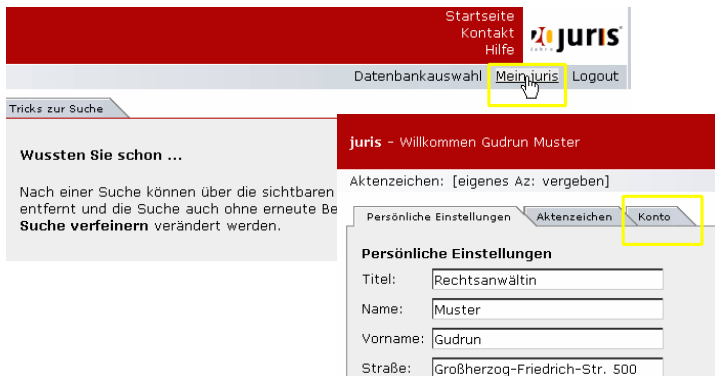 Startseite
Kontakt
Hilfe
20 juris
Jahre
Datenbankauswahl Mein juris Logout
Tricks zur Suche
Wussten Sie schon ...
Nach einer Suche können über die sichtbaren
entfernt und die Suche auch ohne erneute Be
Suche verfeinern verändert werden.
juris - Willkommen Gudrun Muster
Aktenzeichen: [eigenes Az: vergeben]
Persönliche Einstellungen Aktenzeichen Konto
Persönliche Einstellungen
Titel: Rechtsanwältin
Name: Muster
Vorname: Gudrun
Straße: Großherzog-Friedrich-Str. 500